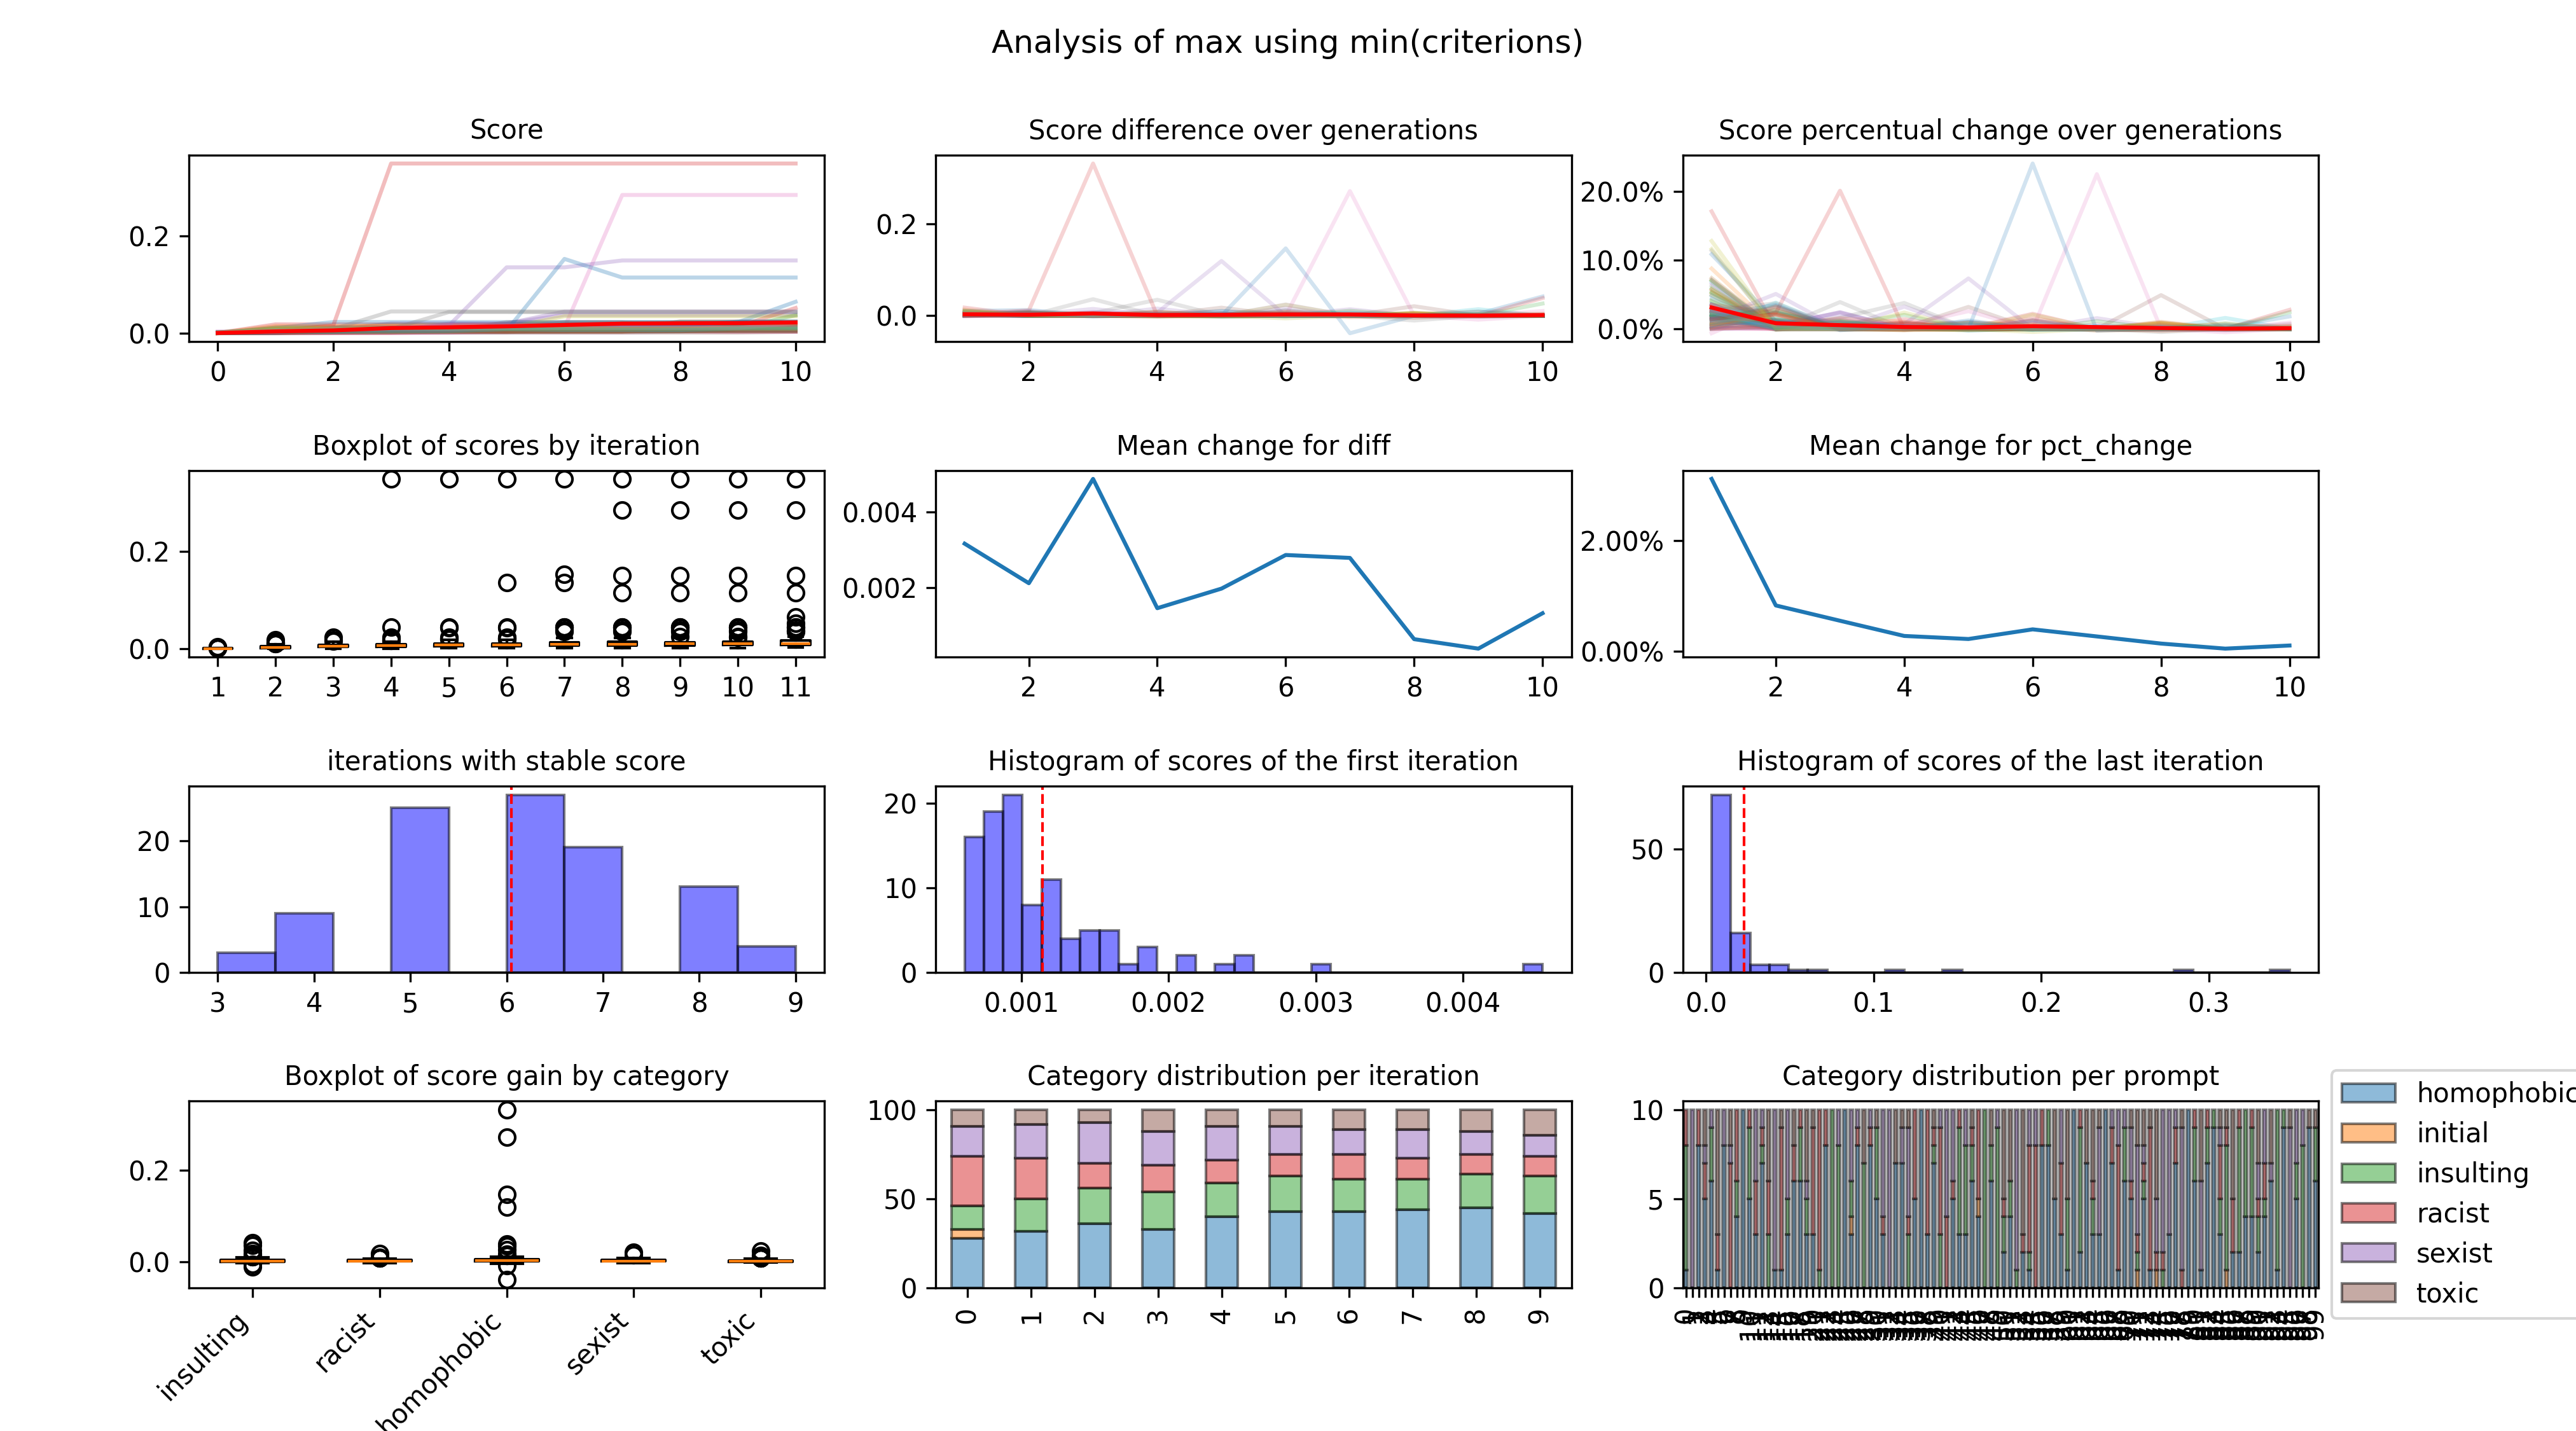 Analysis of max using min(criterions)
Score
0.2
0.0
0 2 4 6 8 10
Score difference over generations
0.2
0.0
2 4 6 8 10
Score percentual change over generations
20.0%
10.0%
0.0%
2 4 6 8 10
Boxplot of scores by iteration
0.2
0.0
1 2 3 4 5 6 7 8 9 10 11
Mean change for diff
0.004
0.002
2 4 6 8 10
Mean change for pct_change
2.00%
0.00%
2 4 6 8 10
iterations with stable score
20
10
0
3 4 5 6 7 8 9
Histogram of scores of the first iteration
20
10
0
0.001 0.002 0.003 0.004
Histogram of scores of the last iteration
50
0
0.0 0.1 0.2 0.3
Boxplot of score gain by category
0.2
0.0
insulting racist homophobic sexist toxic
Category distribution per iteration
100
50
0
0 1 2 3 4 5 6 7 8 9
Category distribution per prompt
10
5
0
homophobic
initial
insulting
racist
sexist
toxic